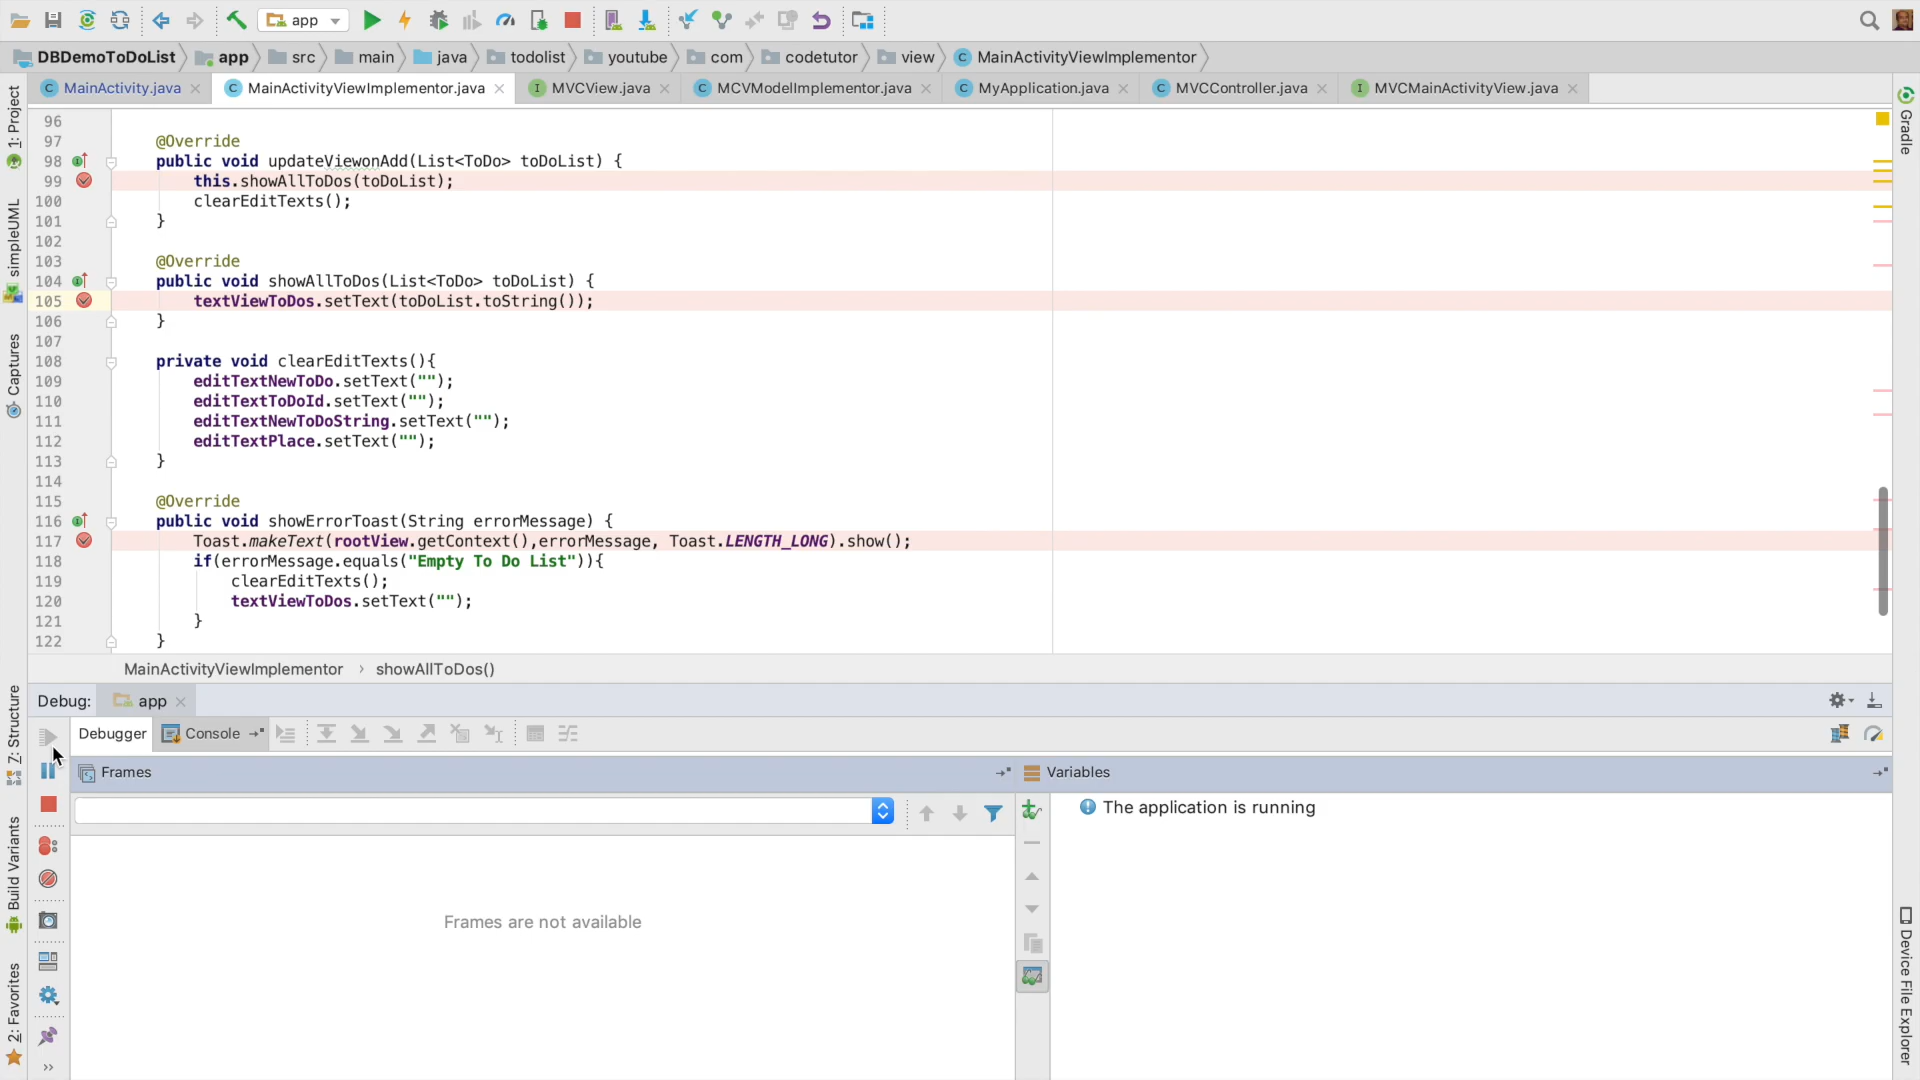 app
DBDemoToDoList app src main java todolist youtube com codetutor view MainActivityViewImplementor
MainActivity.java MainActivityViewImplementor.java MVCView.java MCVModelImplementor.java MyApplication.java MVCController.java MVCMainActivityView.java
1: Project
simpleUML
Captures
Z: Structure
Build Variants
2: Favorites
Gradle
Device File Explorer
96
97 @Override
98 public void updateViewonAdd(List<ToDo> toDoList) {
99 this.showAllToDos(toDoList);
100 clearEditTexts();
101 }
102
103 @Override
104 public void showAllToDos(List<ToDo> toDoList) {
105 textViewToDos.setText(toDoList.toString());
106 }
107
108 private void clearEditTexts(){
109 editTextNewToDo.setText("");
110 editTextToDoId.setText("");
111 editTextNewToDoString.setText("");
112 editTextPlace.setText("");
113 }
114
115 @Override
116 public void showErrorToast(String errorMessage) {
117 Toast.makeText(rootView.getContext(),errorMessage, Toast.LENGTH_LONG).show();
118 if(errorMessage.equals("Empty To Do List")){
119 clearEditTexts();
120 textViewToDos.setText("");
121 }
122 }
MainActivityViewImplementor › showAllToDos()
Debug: app
Debugger Console
Frames Variables
The application is running
Frames are not available